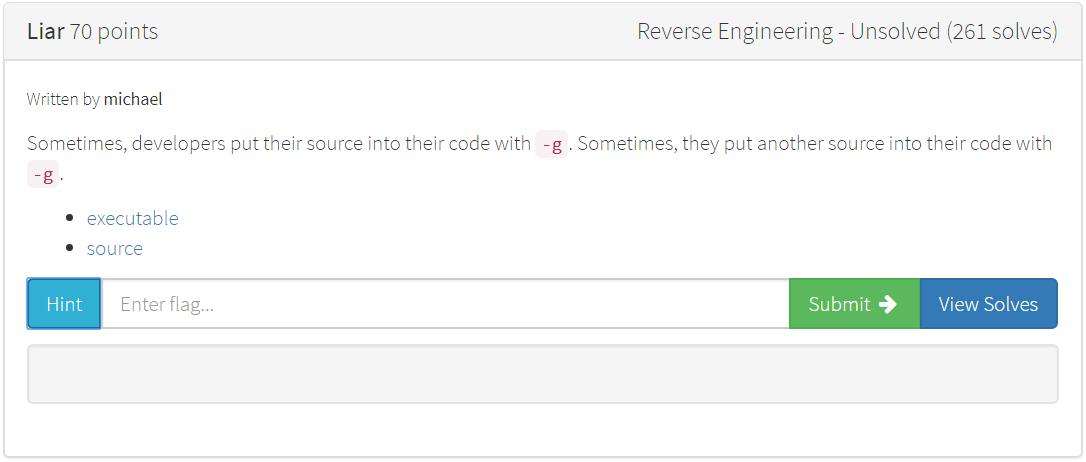 Liar 70 points
Reverse Engineering - Unsolved (261 solves)
Written by michael
Sometimes, developers put their source into their code with -g. Sometimes, they put another source into their code with
-g.
executable
source
Hint
Enter flag...
Submit
View Solves